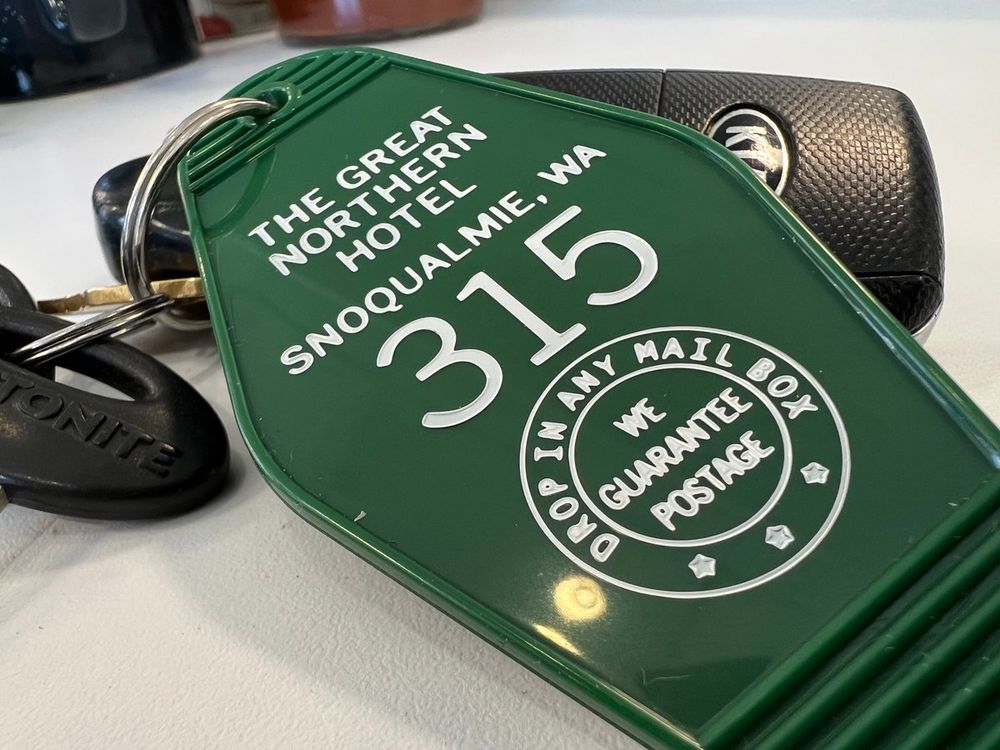 THE GREAT
NORTHERN
HOTEL
SNOQUALMIE, WA
315
DROP IN ANY MAIL BOX
WE
GUARANTEE
POSTAGE
TONITE